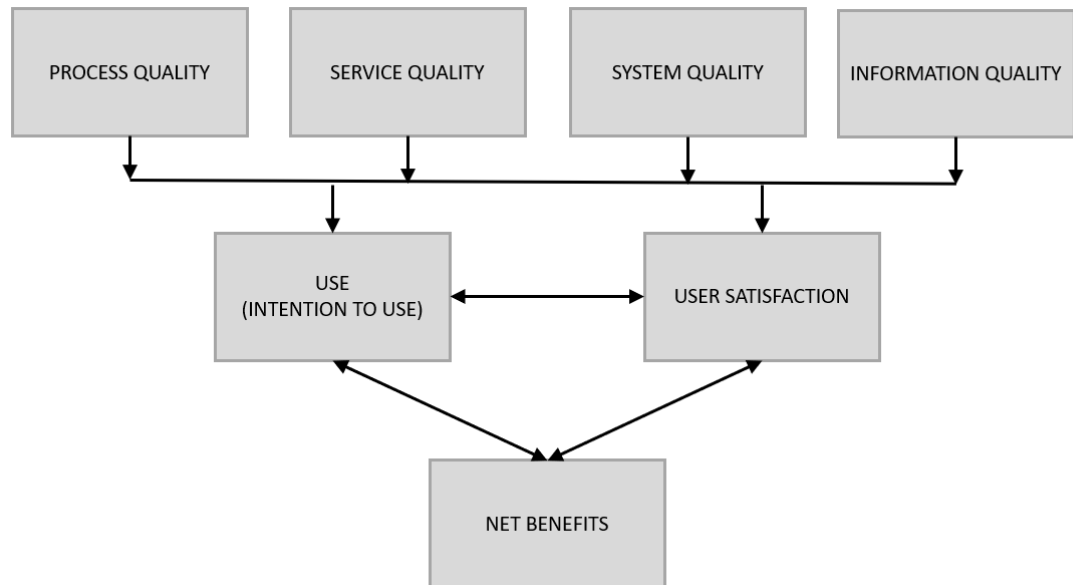 PROCESS QUALITY
SERVICE QUALITY
SYSTEM QUALITY
INFORMATION QUALITY
USE
(INTENTION TO USE)
USER SATISFACTION
NET BENEFITS